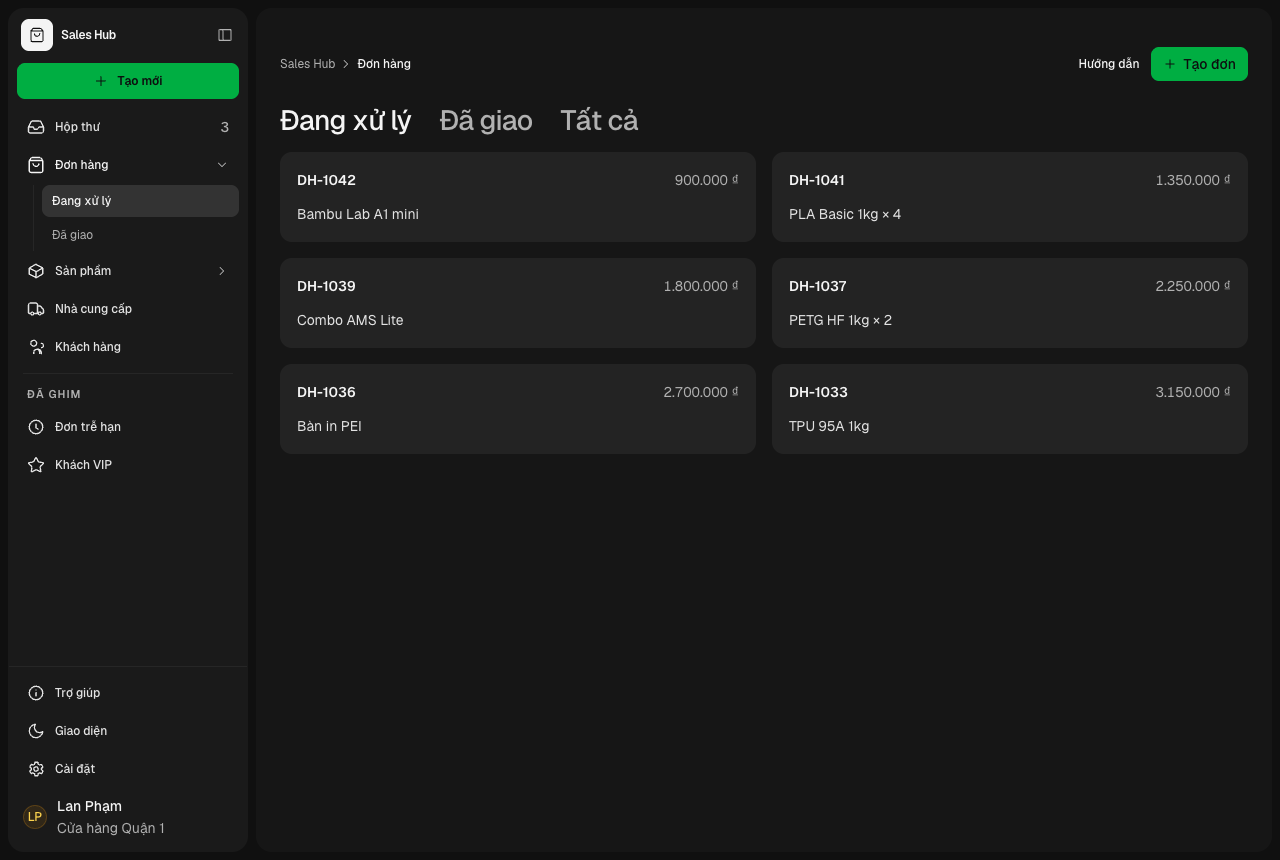 Sales Hub
Tạo mới
Hộp thư 3
Đơn hàng
Đang xử lý
Đã giao
Sản phẩm
Nhà cung cấp
Khách hàng
ĐÃ GHIM
Đơn trễ hạn
Khách VIP
Trợ giúp
Giao diện
Cài đặt
LP
Lan Phạm
Cửa hàng Quận 1
Sales Hub > Đơn hàng
Hướng dẫn
Tạo đơn
Đang xử lý Đã giao Tất cả
DH-1042 900.000 ₫
Bambu Lab A1 mini
DH-1041 1.350.000 ₫
PLA Basic 1kg × 4
DH-1039 1.800.000 ₫
Combo AMS Lite
DH-1037 2.250.000 ₫
PETG HF 1kg × 2
DH-1036 2.700.000 ₫
Bàn in PEI
DH-1033 3.150.000 ₫
TPU 95A 1kg